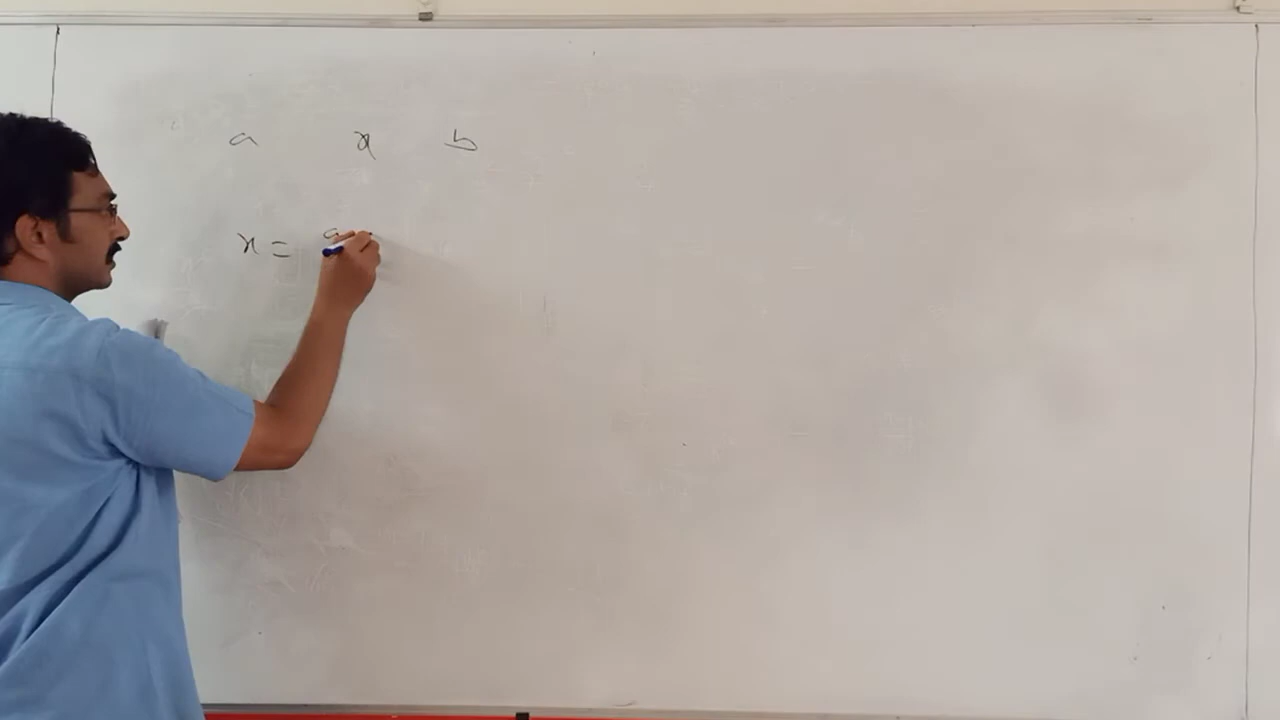 a x b
x = a